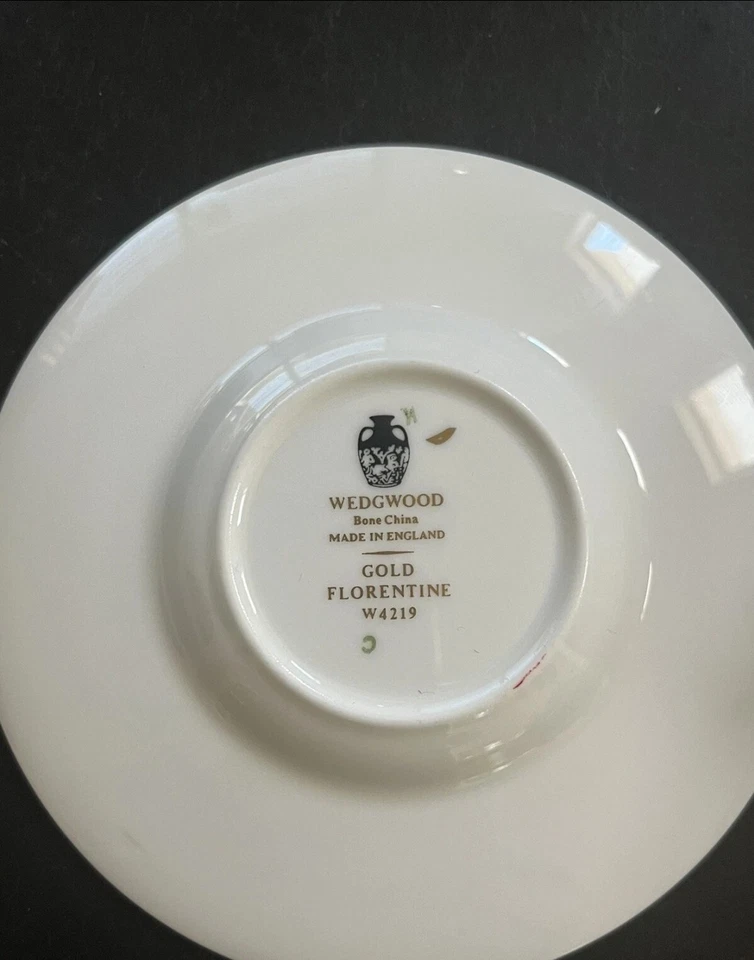 WEDGWOOD
Bone China
MADE IN ENGLAND
GOLD
FLORENTINE
W4219
C